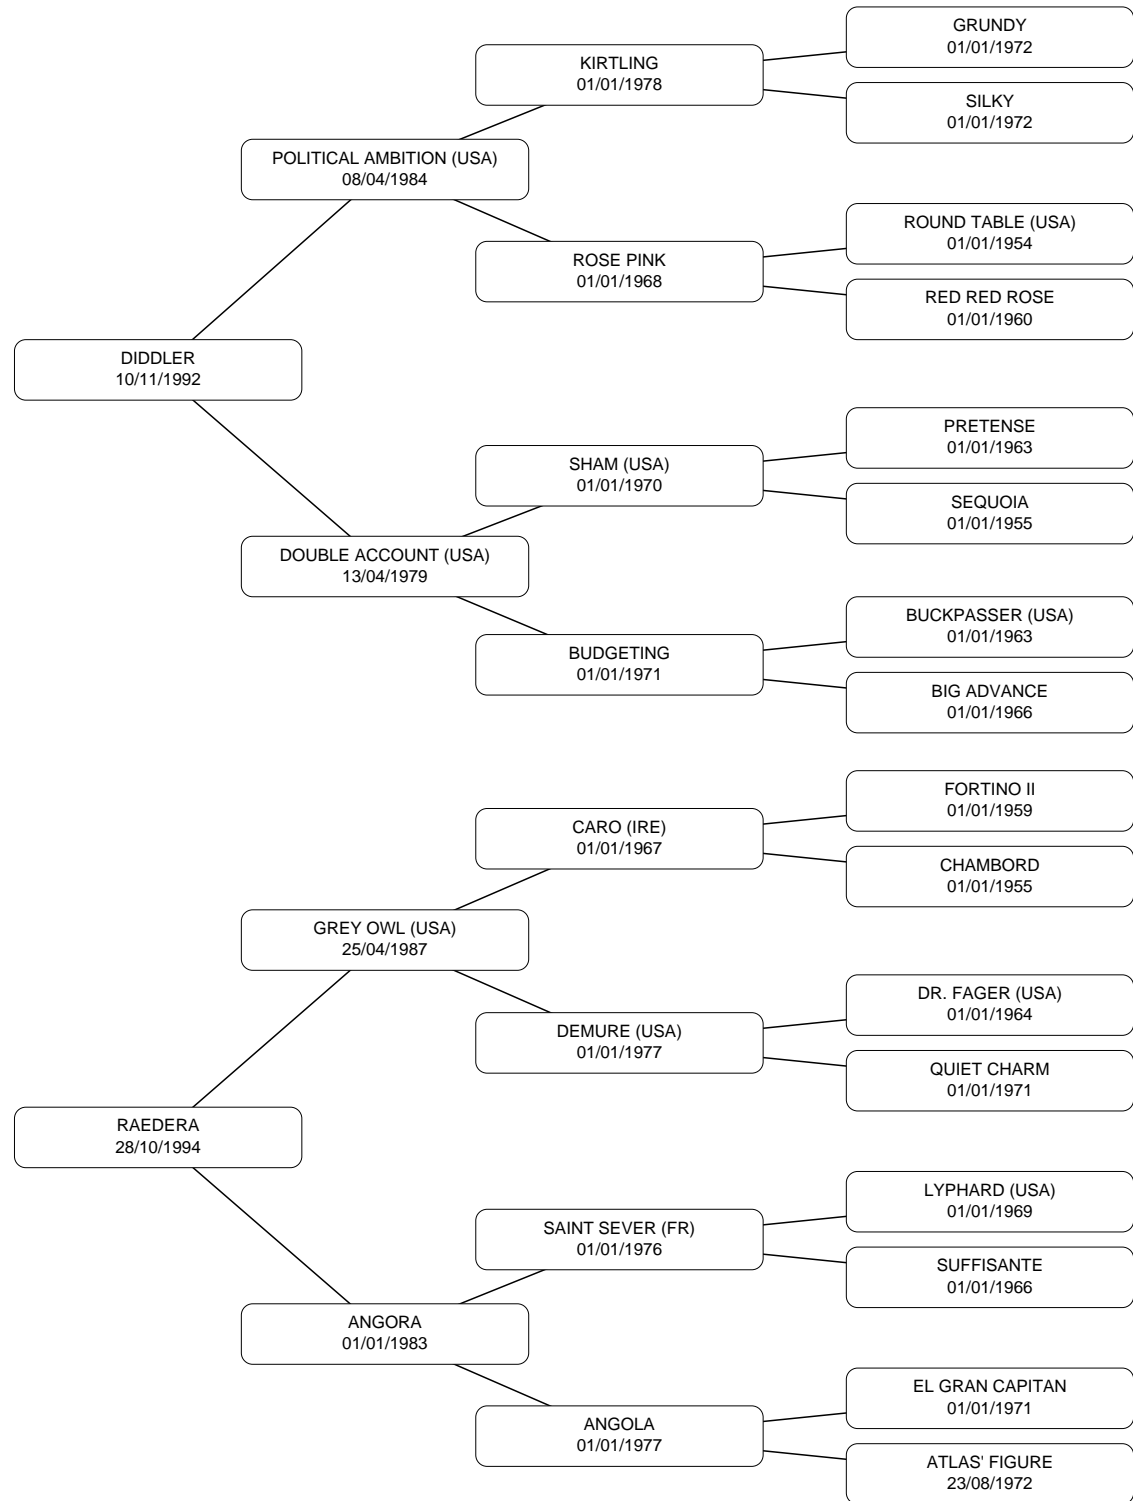 GRUNDY
01/01/1972
KIRTLING
01/01/1978
SILKY
01/01/1972
POLITICAL AMBITION (USA)
08/04/1984
ROUND TABLE (USA)
01/01/1954
ROSE PINK
01/01/1968
RED RED ROSE
01/01/1960
DIDDLER
10/11/1992
PRETENSE
01/01/1963
SHAM (USA)
01/01/1970
SEQUOIA
01/01/1955
DOUBLE ACCOUNT (USA)
13/04/1979
BUCKPASSER (USA)
01/01/1963
BUDGETING
01/01/1971
BIG ADVANCE
01/01/1966
FORTINO II
01/01/1959
CARO (IRE)
01/01/1967
CHAMBORD
01/01/1955
GREY OWL (USA)
25/04/1987
DR. FAGER (USA)
01/01/1964
DEMURE (USA)
01/01/1977
QUIET CHARM
01/01/1971
RAEDERA
28/10/1994
LYPHARD (USA)
01/01/1969
SAINT SEVER (FR)
01/01/1976
SUFFISANTE
01/01/1966
ANGORA
01/01/1983
EL GRAN CAPITAN
01/01/1971
ANGOLA
01/01/1977
ATLAS' FIGURE
23/08/1972